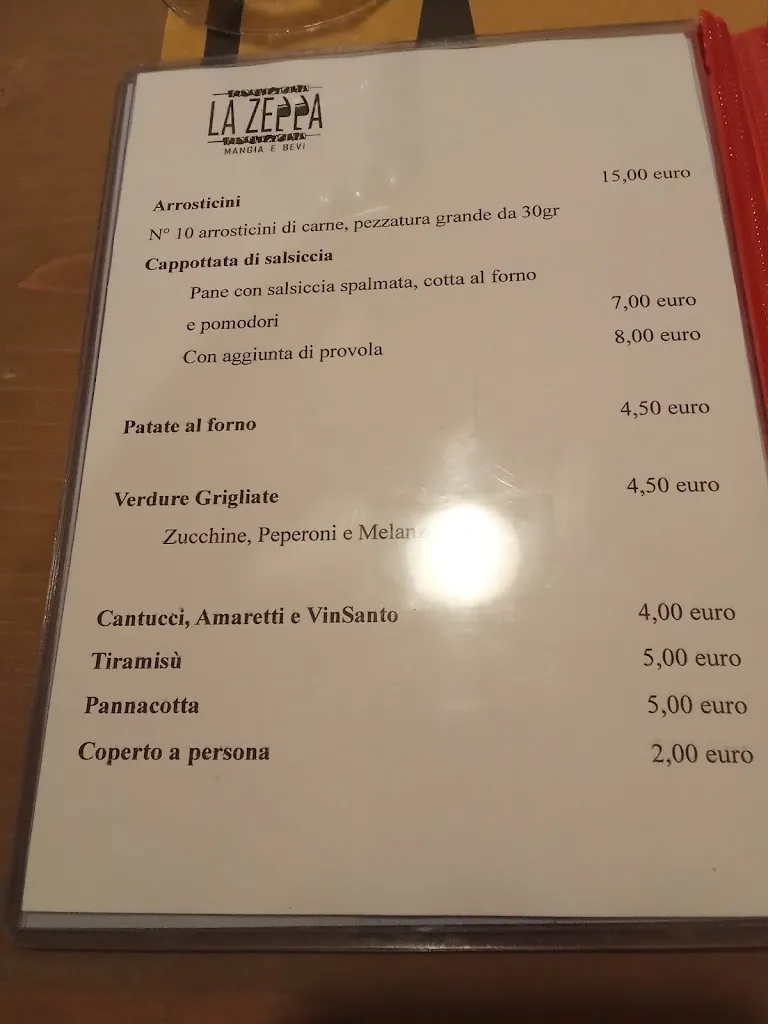 LA ZEPPA
MANGIA E BEVI
Arrosticini 15,00 euro
N° 10 arrosticini di carne, pezzatura grande da 30gr
Cappottata di salsiccia
Pane con salsiccia spalmata, cotta al forno
e pomodori 7,00 euro
Con aggiunta di provola 8,00 euro
Patate al forno 4,50 euro
Verdure Grigliate 4,50 euro
Zucchine, Peperoni e
Cantucci, Amaretti e VinSanto 4,00 euro
Tiramisù 5,00 euro
Pannacotta 5,00 euro
Coperto a persona 2,00 euro